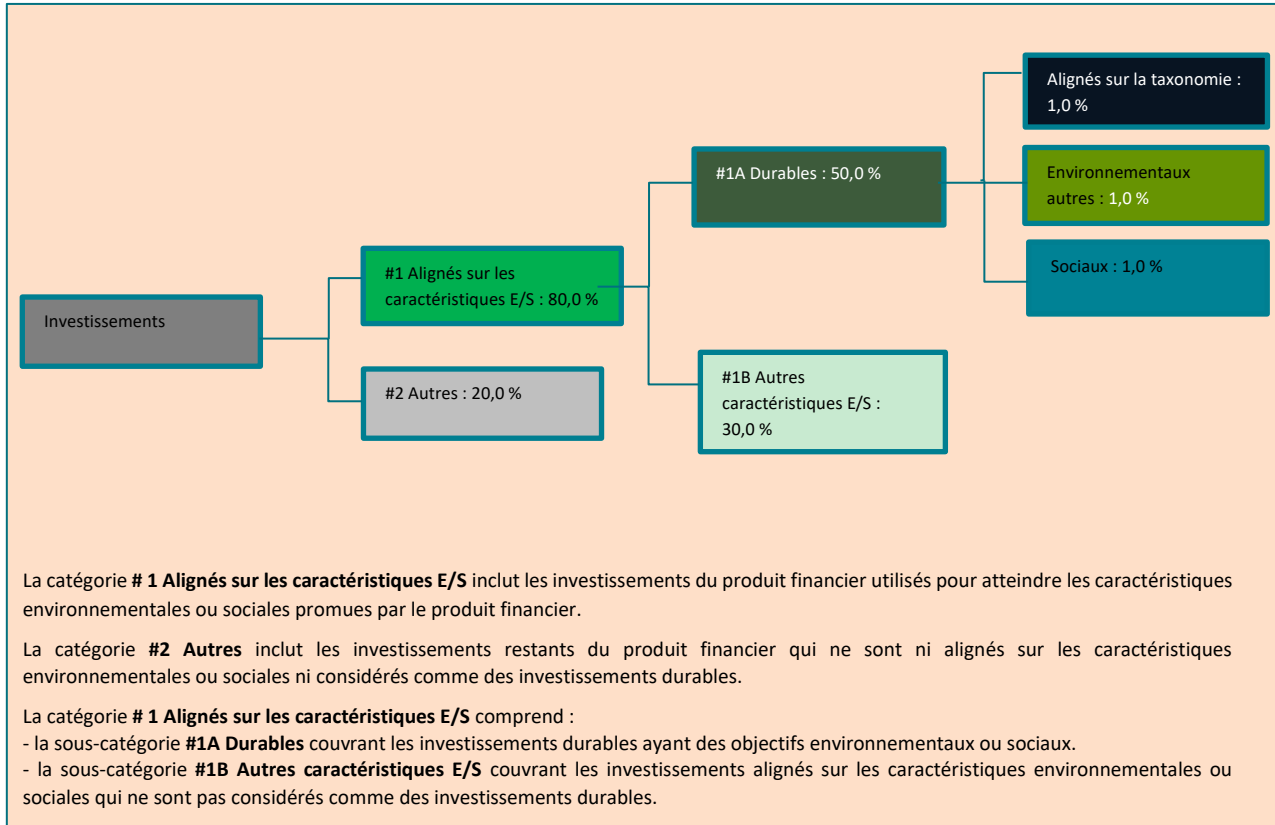 Alignés sur la taxonomie :
1,0 %
#1A Durables : 50,0 %
Environnementaux
autres : 1,0 %
#1 Alignés sur les
caractéristiques E/S : 80,0 %
Sociaux : 1,0 %
Investissements
#2 Autres : 20,0 %
#1B Autres
caractéristiques E/S :
30,0 %
La catégorie # 1 Alignés sur les caractéristiques E/S inclut les investissements du produit financier utilisés pour atteindre les caractéristiques
environnementales ou sociales promues par le produit financier.
La catégorie #2 Autres inclut les investissements restants du produit financier qui ne sont ni alignés sur les caractéristiques
environnementales ou sociales ni considérés comme des investissements durables.
La catégorie # 1 Alignés sur les caractéristiques E/S comprend :
- la sous-catégorie #1A Durables couvrant les investissements durables ayant des objectifs environnementaux ou sociaux.
- la sous-catégorie #1B Autres caractéristiques E/S couvrant les investissements alignés sur les caractéristiques environnementales ou
sociales qui ne sont pas considérés comme des investissements durables.